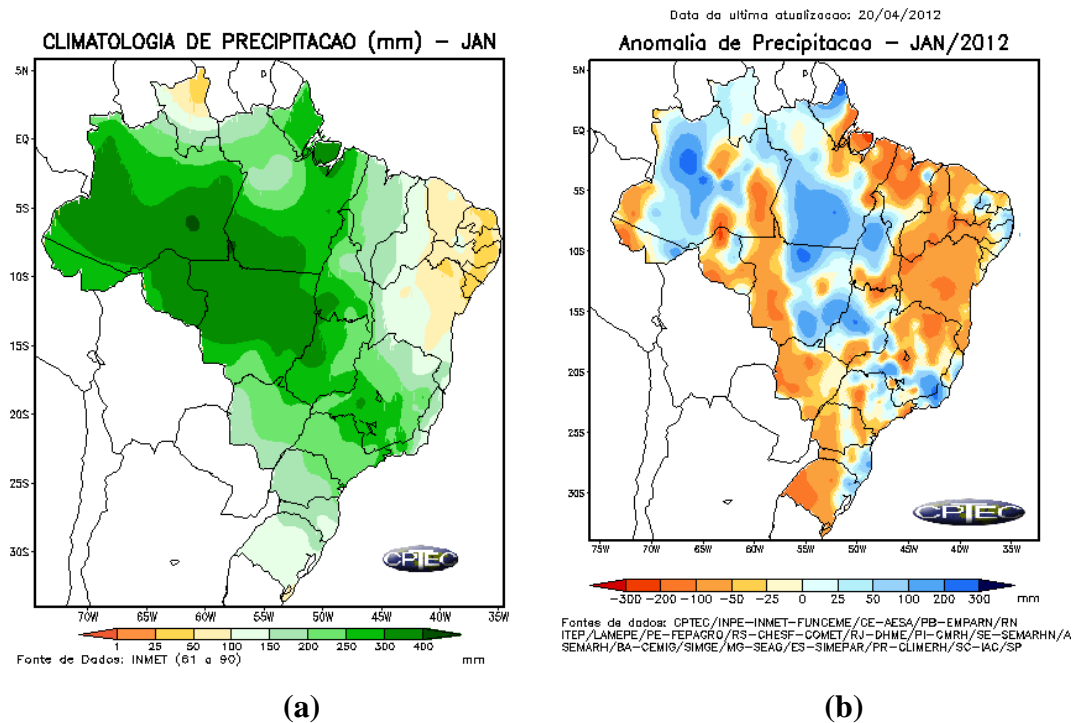 CLIMATOLOGIA DE PRECIPITACAO (mm) – JAN
5N
EQ
5S
10S
15S
20S
25S
30S
70W 65W 60W 55W 50W 45W 40W 35W
CPTEC
1 25 50 100 150 200 250 300 400
Fonte de Dados: INMET (61 a 90)
mm
(a)
Data da ultima atualizacao: 20/04/2012
Anomalia de Precipitacao – JAN/2012
5N
EQ
5S
10S
15S
20S
25S
30S
75W 70W 65W 60W 55W 50W 45W 40W 35W
CPTEC
-300 -200 -100 -50 -25 0 25 50 100 200 300
mm
Fontes de dados: CPTEC/INPE-INMET-FUNCEME/CE-AESA/PB-EMPARN/RN
ITEP/LAMEPE/PE-FEPAGRO/RS-CHESF-COMET/RJ-DHME/PI-CMRH/SE-SEMARHN/A
SEMARH/BA-CEMIG/SIMGE/MG-SEAG/ES-SIMEPAR/PR-CLIMERH/SC-IAC/SP
(b)